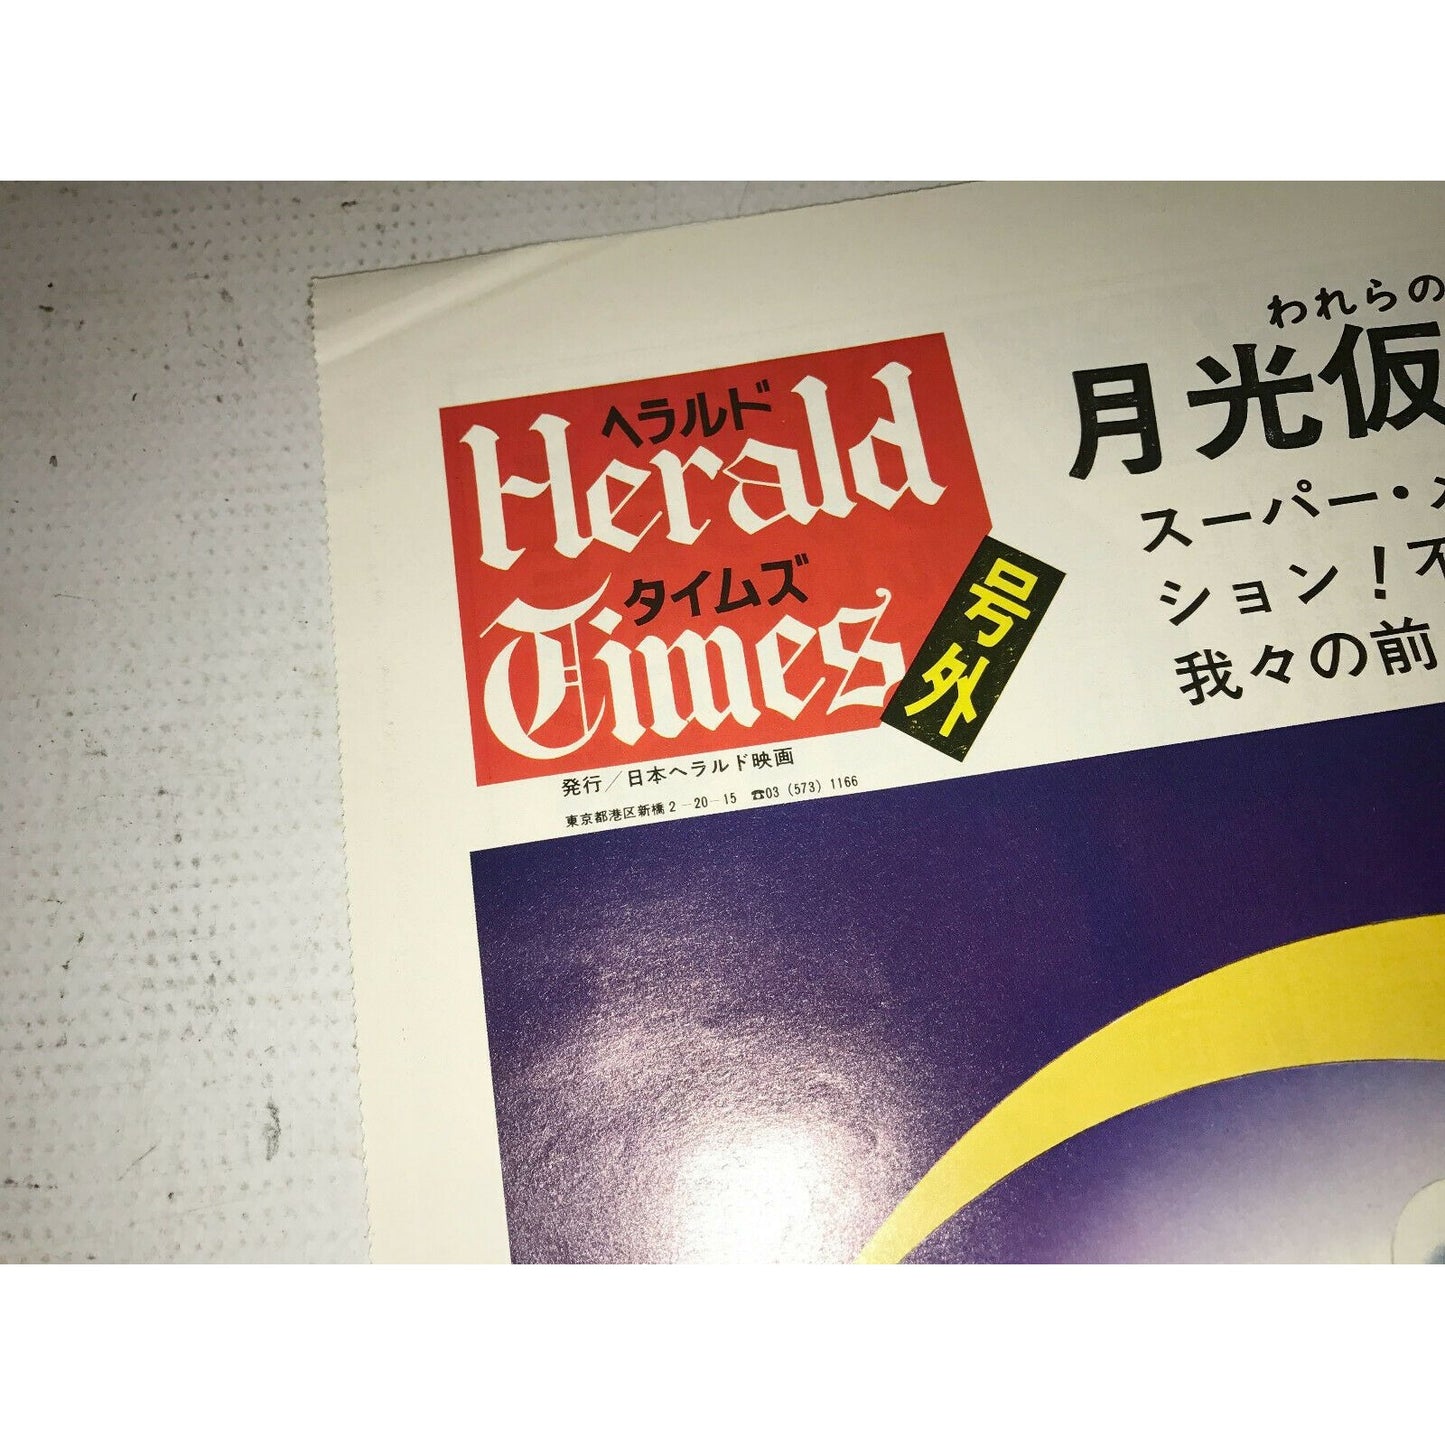 ヘラルド
Herald
タイムズ
Times
号外
発行／日本ヘラルド映画
東京都港区新橋2−20−15 ☎03（573）1166
われらの
月光仮
スーパー・メ
ション！不
我々の前